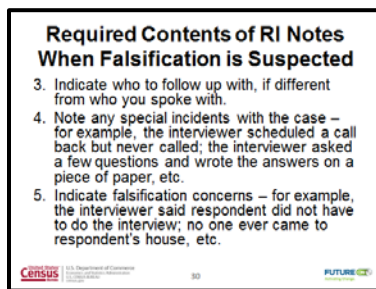 Required Contents of RI Notes
When Falsification is Suspected
3. Indicate who to follow up with, if different
from who you spoke with.
4. Note any special incidents with the case –
for example, the interviewer scheduled a call
back but never called; the interviewer asked
a few questions and wrote the answers on a
piece of paper, etc.
5. Indicate falsification concerns – for example,
the interviewer said respondent did not have
to do the interview; no one ever came to
respondent's house, etc.
United States
Census
U.S. Department of Commerce
30
FUTURE